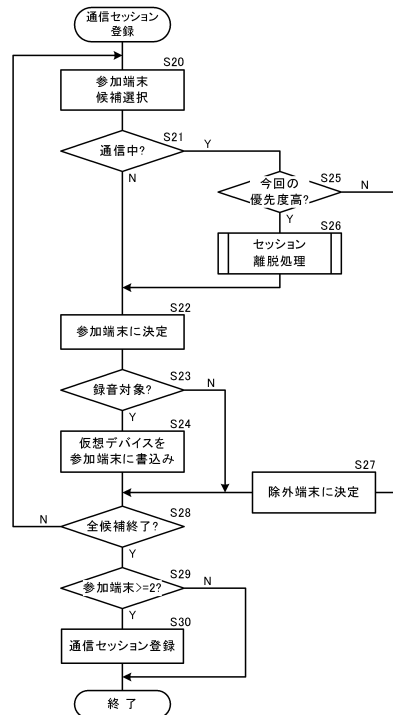 通信セッション
登録
S20
参加端末
候補選択
S21
通信中?
Y
N
S25
今回の
優先度高?
N
Y
S26
セッション
離脱処理
S22
参加端末に決定
S23
録音対象?
N
Y
S24
仮想デバイスを
参加端末に書込み
S27
除外端末に決定
S28
全候補終了?
N
Y
S29
参加端末>=2?
N
Y
S30
通信セッション登録
終 了